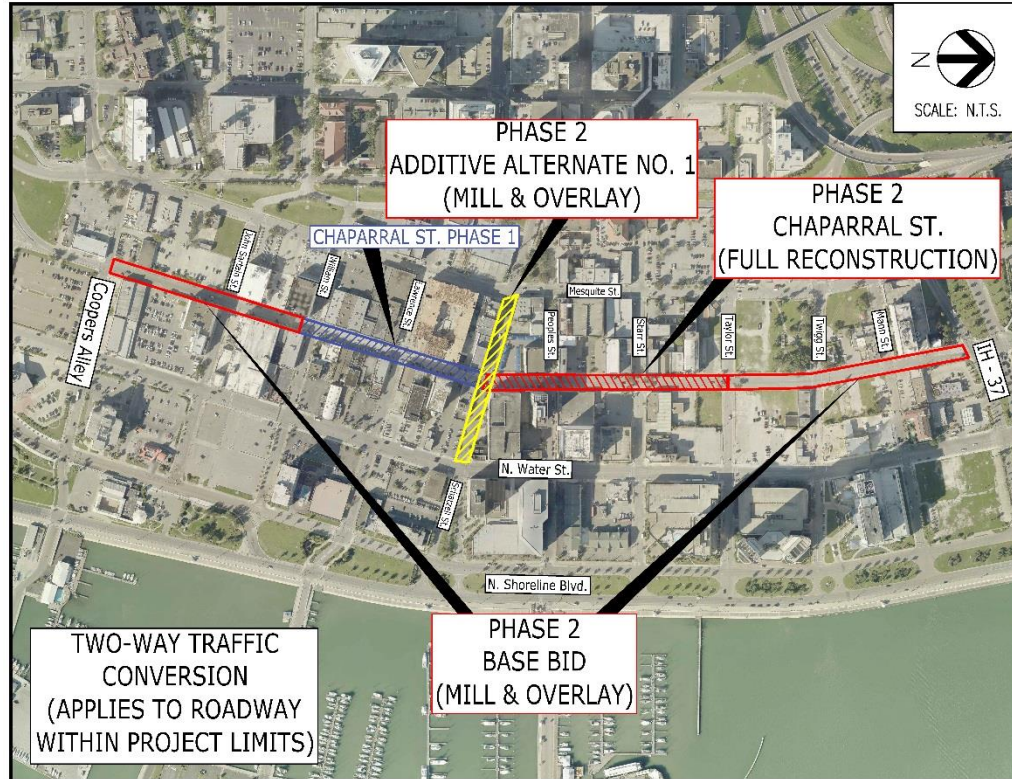 N
SCALE: N.T.S.
PHASE 2
ADDITIVE ALTERNATE NO. 1
(MILL & OVERLAY)
PHASE 2
CHAPARRAL ST.
(FULL RECONSTRUCTION)
CHAPARRAL ST. PHASE 1
Coopers Alley
John Sartain St.
William St.
Lawrence St.
Mesquite St.
Peoples St.
Starr St.
Taylor St.
Twigg St.
Mann St.
IH - 37
Schatzel St.
N. Water St.
N. Shoreline Blvd.
PHASE 2
BASE BID
(MILL & OVERLAY)
TWO-WAY TRAFFIC
CONVERSION
(APPLIES TO ROADWAY
WITHIN PROJECT LIMITS)